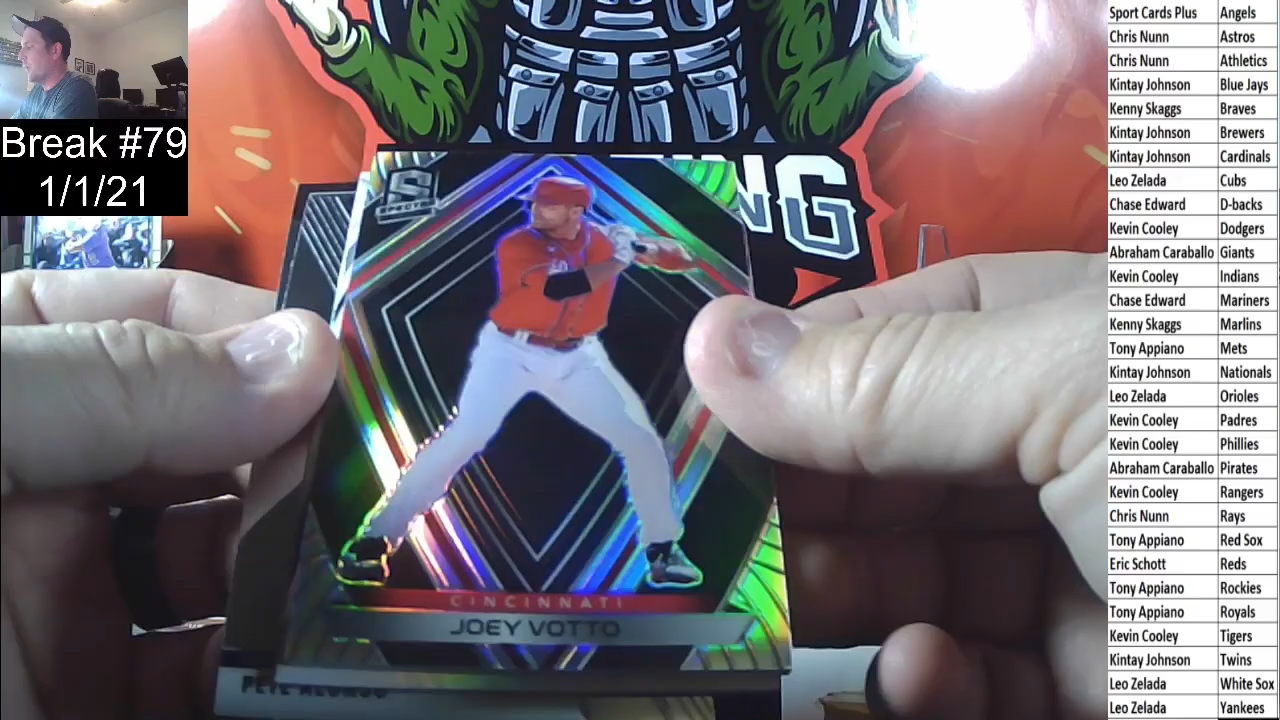 Break #79
1/1/21
NG
SPECTRA
CINCINNATI
JOEY VOTTO
PETE ALONSO
Sport Cards Plus Angels
Chris Nunn Astros
Chris Nunn Athletics
Kintay Johnson Blue Jays
Kenny Skaggs Braves
Kintay Johnson Brewers
Kintay Johnson Cardinals
Leo Zelada Cubs
Chase Edward D-backs
Kevin Cooley Dodgers
Abraham Caraballo Giants
Kevin Cooley Indians
Chase Edward Mariners
Kenny Skaggs Marlins
Tony Appiano Mets
Kintay Johnson Nationals
Leo Zelada Orioles
Kevin Cooley Padres
Kevin Cooley Phillies
Abraham Caraballo Pirates
Kevin Cooley Rangers
Chris Nunn Rays
Tony Appiano Red Sox
Eric Schott Reds
Tony Appiano Rockies
Tony Appiano Royals
Kevin Cooley Tigers
Kintay Johnson Twins
Leo Zelada White Sox
Leo Zelada Yankees